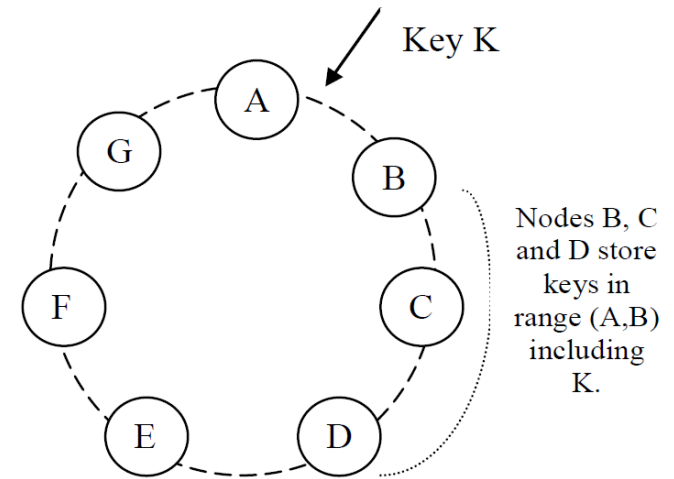 Key K
A
G
B
Nodes B, C
and D store
keys in
range (A,B)
including
K.
F
C
E
D